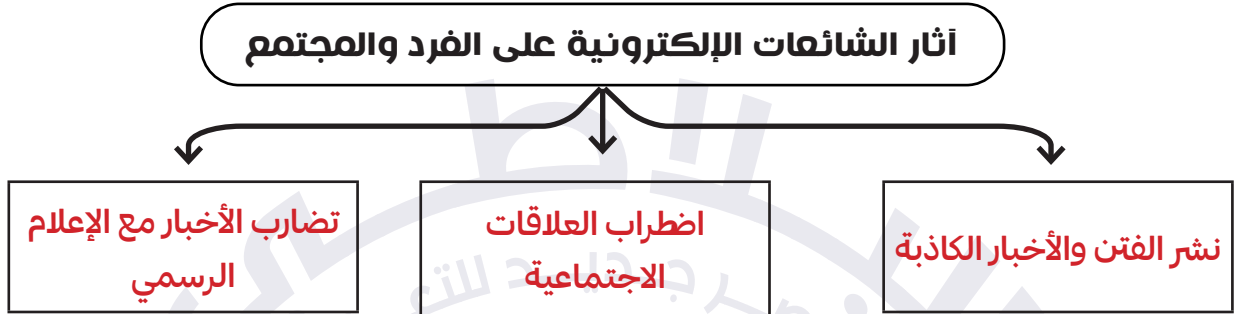 آثار الشائعات الإلكترونية على الفرد والمجتمع
نشر الفتن والأخبار الكاذبة
اضطراب العلاقات
الاجتماعية
تضارب الأخبار مع الإعلام
الرسمي